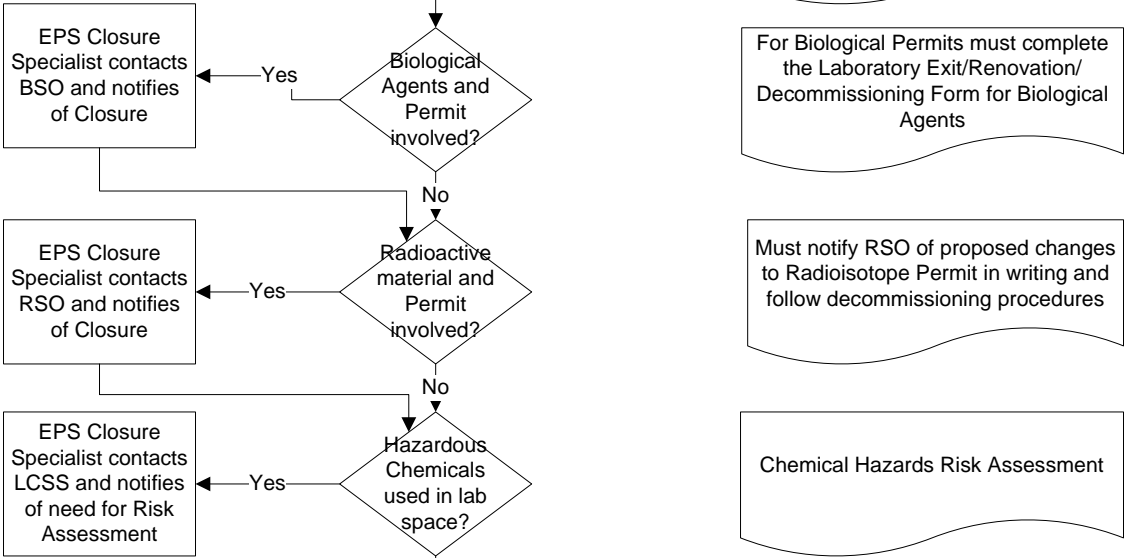 EPS Closure
Specialist contacts
BSO and notifies
of Closure
Yes
Biological
Agents and
Permit
involved?
For Biological Permits must complete
the Laboratory Exit/Renovation/
Decommissioning Form for Biological
Agents
No
EPS Closure
Specialist contacts
RSO and notifies
of Closure
Yes
Radioactive
material and
Permit
involved?
Must notify RSO of proposed changes
to Radioisotope Permit in writing and
follow decommissioning procedures
No
EPS Closure
Specialist contacts
LCSS and notifies
of need for Risk
Assessment
Yes
Hazardous
Chemicals
used in lab
space?
Chemical Hazards Risk Assessment